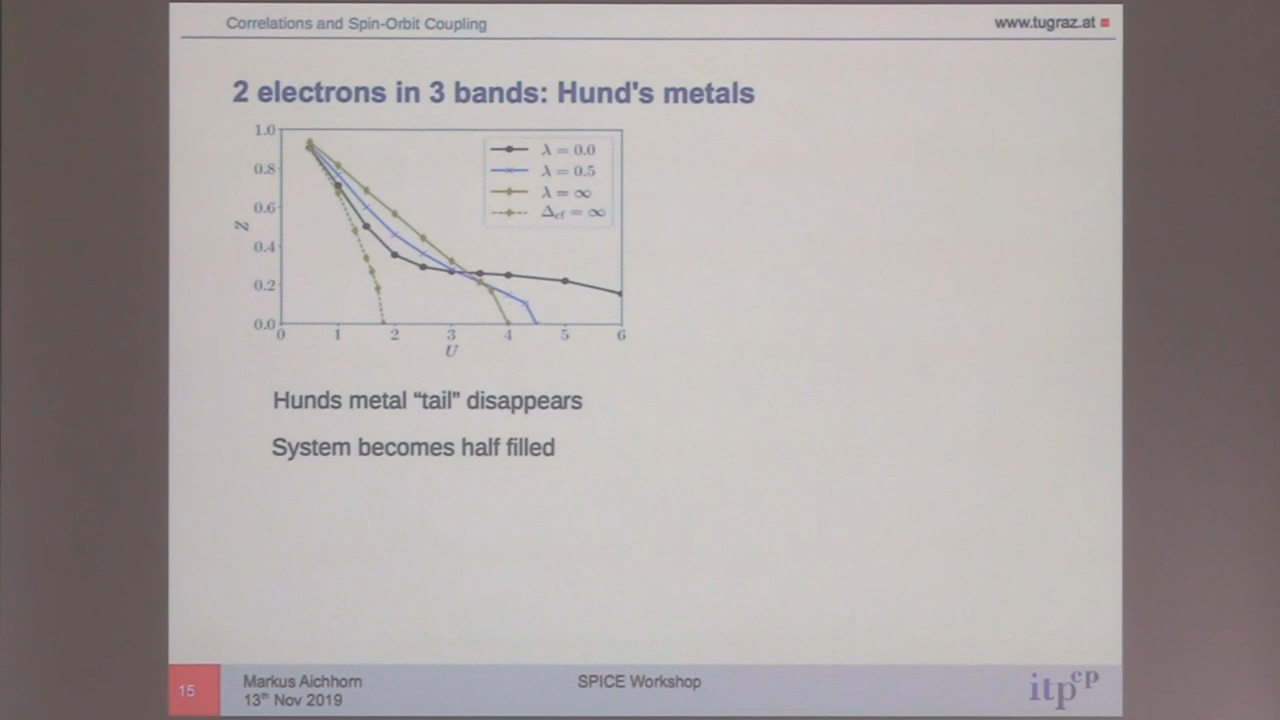 Correlations and Spin-Orbit Coupling
www.tugraz.at
2 electrons in 3 bands: Hund's metals
1.0
0.8
0.6
0.4
0.2
0.0
Z
0 1 2 3 4 5 6
U
λ = 0.0
λ = 0.5
λ = ∞
Δcf = ∞
Hunds metal “tail” disappears
System becomes half filled
15
Markus Aichhorn
13th Nov 2019
SPICE Workshop
itpcp